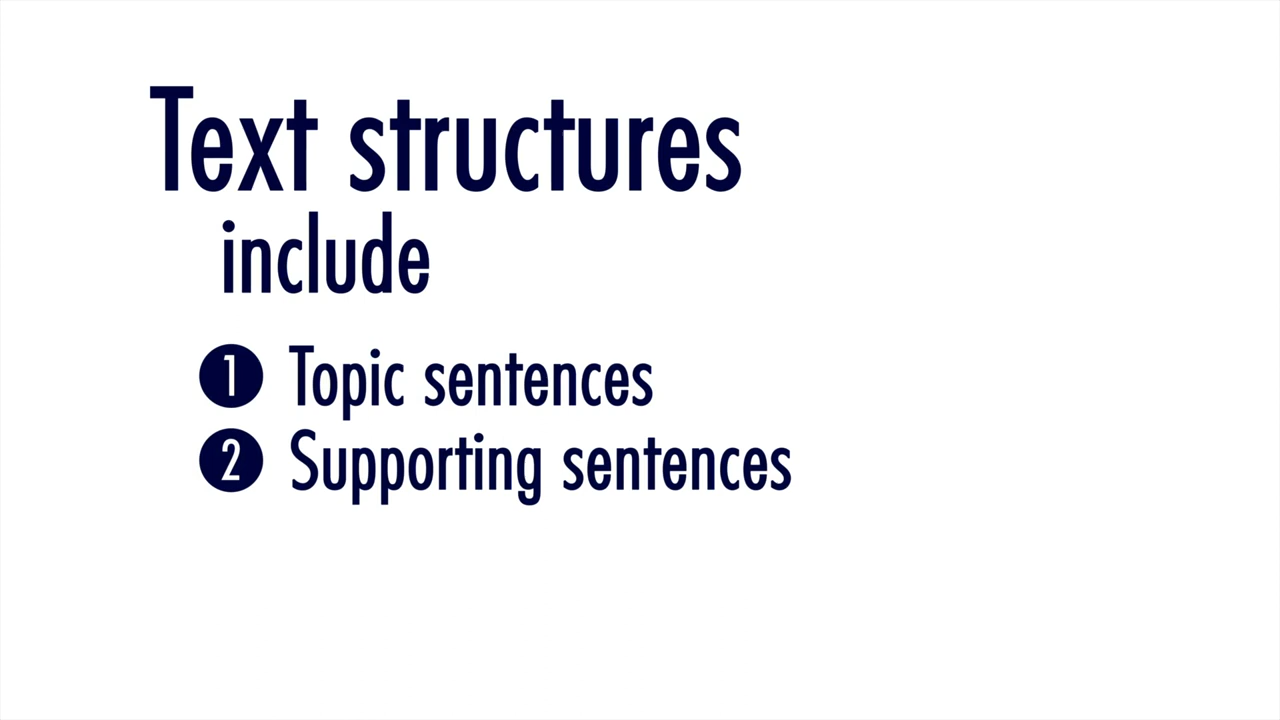 Text structures
include
1 Topic sentences
2 Supporting sentences